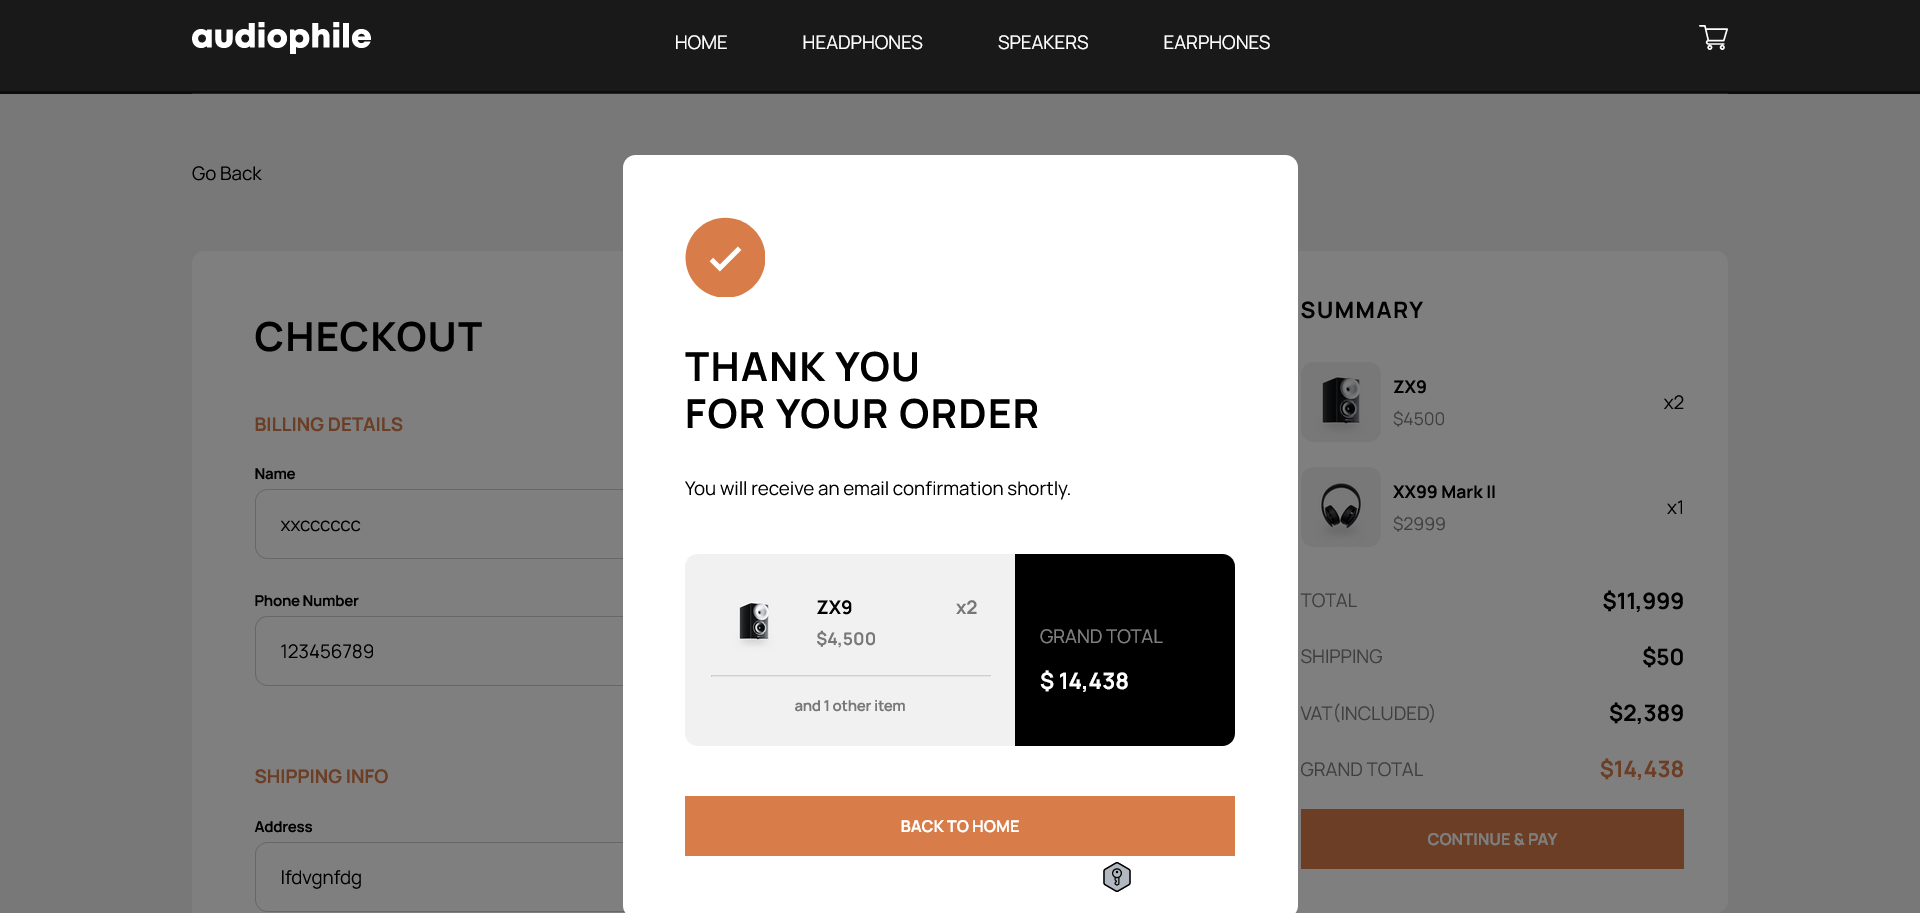 audiophile
HOME
HEADPHONES
SPEAKERS
EARPHONES
Go Back
CHECKOUT
BILLING DETAILS
Name
xxcccccc
Phone Number
123456789
SHIPPING INFO
Address
lfdvgnfdg
THANK YOU
FOR YOUR ORDER
You will receive an email confirmation shortly.
ZX9
x2
$4,500
and 1 other item
GRAND TOTAL
$ 14,438
BACK TO HOME
SUMMARY
ZX9
$4500
x2
XX99 Mark II
$2999
x1
TOTAL
$11,999
SHIPPING
$50
VAT(INCLUDED)
$2,389
GRAND TOTAL
$14,438
CONTINUE & PAY